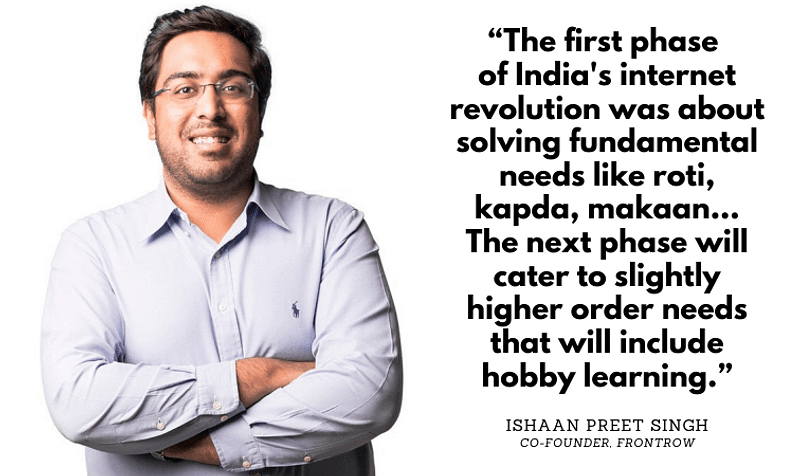 “The first phase
of India's internet
revolution was about
solving fundamental
needs like roti,
kapda, makaan...
The next phase will
cater to slightly
higher order needs
that will include
hobby learning.”
ISHAAN PREET SINGH
CO-FOUNDER, FRONTROW